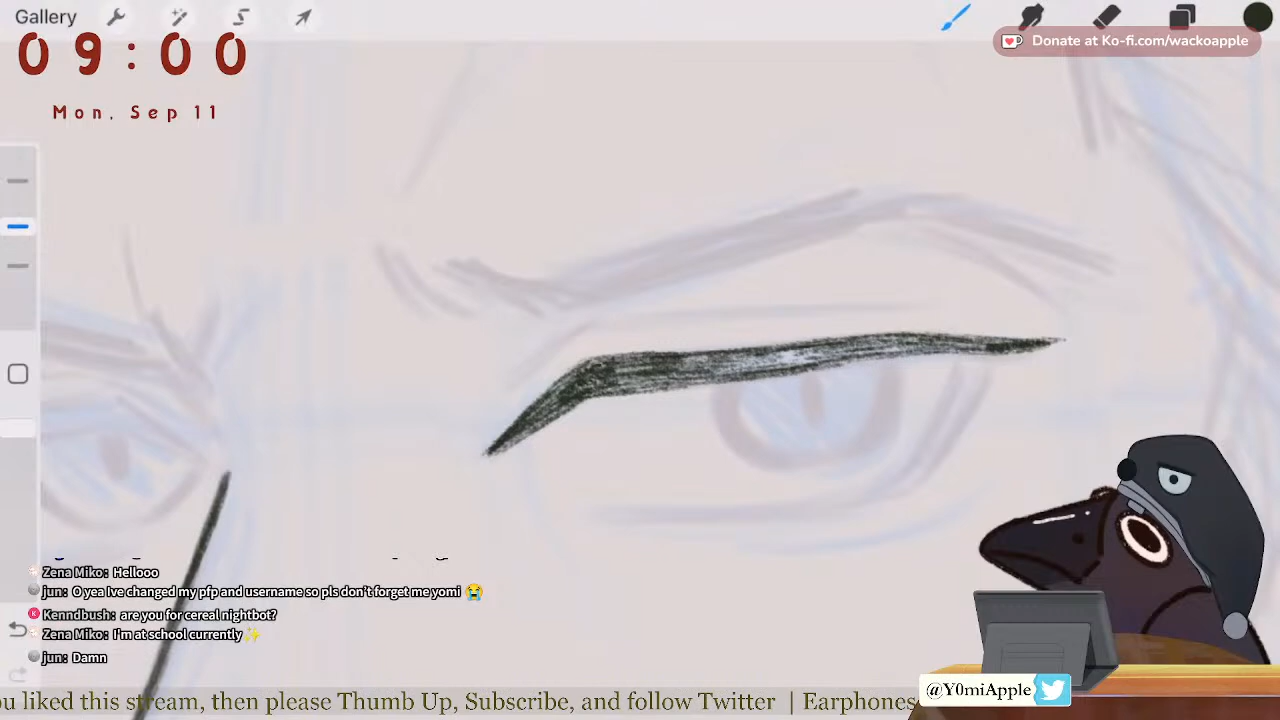 Gallery
Donate at Ko-fi.com/wackoapple
09:00
Mon, Sep 11
Zena Miko: Hellooo
jun: O yea Ive changed my pfp and username so pls don't forget me yomi 😭
Kenndbush: are you for cereal nightbot?
Zena Miko: I'm at school currently✨
jun: Damn
@Y0miApple
ou liked this stream, then please Thumb Up, Subscribe, and follow Twitter | Earphones